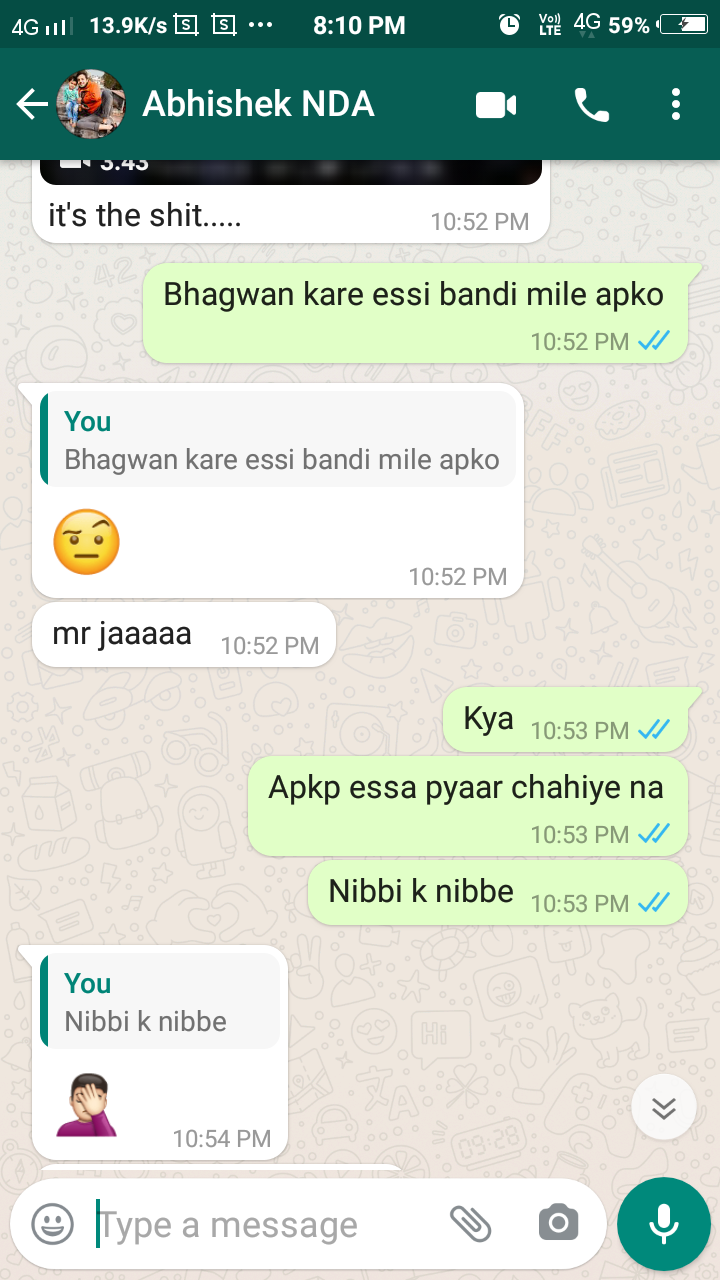 4G 13.9K/s S S ... 8:10 PM Vo)) LTE 4G 59%
Abhishek NDA
3:43
it's the shit..... 10:52 PM
Bhagwan kare essi bandi mile apko
10:52 PM
You
Bhagwan kare essi bandi mile apko
10:52 PM
mr jaaaaa 10:52 PM
Kya 10:53 PM
Apkp essa pyaar chahiye na
10:53 PM
Nibbi k nibbe 10:53 PM
You
Nibbi k nibbe
10:54 PM
Type a message